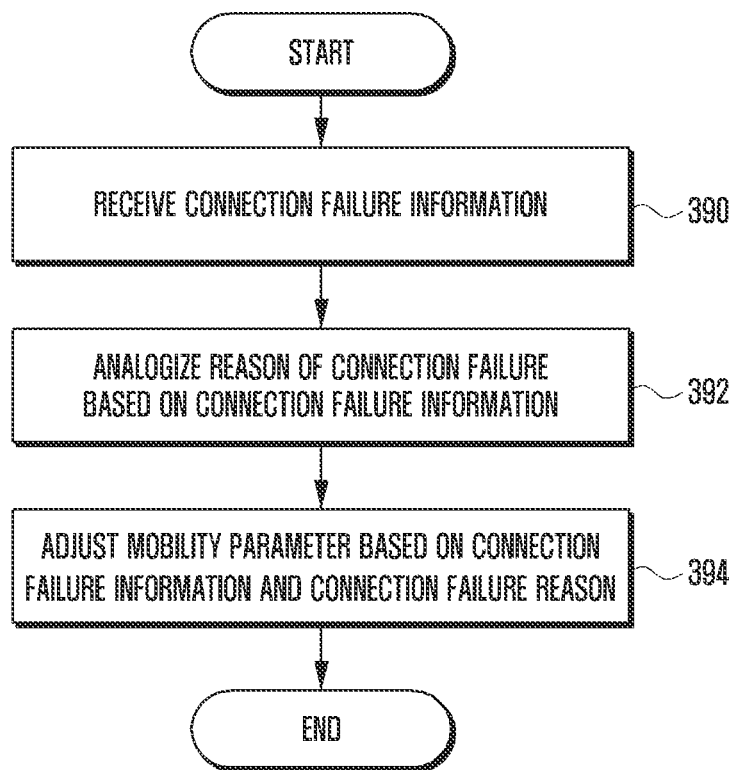 START
RECEIVE CONNECTION FAILURE INFORMATION
390
ANALOGIZE REASON OF CONNECTION FAILURE
BASED ON CONNECTION FAILURE INFORMATION
392
ADJUST MOBILITY PARAMETER BASED ON CONNECTION
FAILURE INFORMATION AND CONNECTION FAILURE REASON
394
END